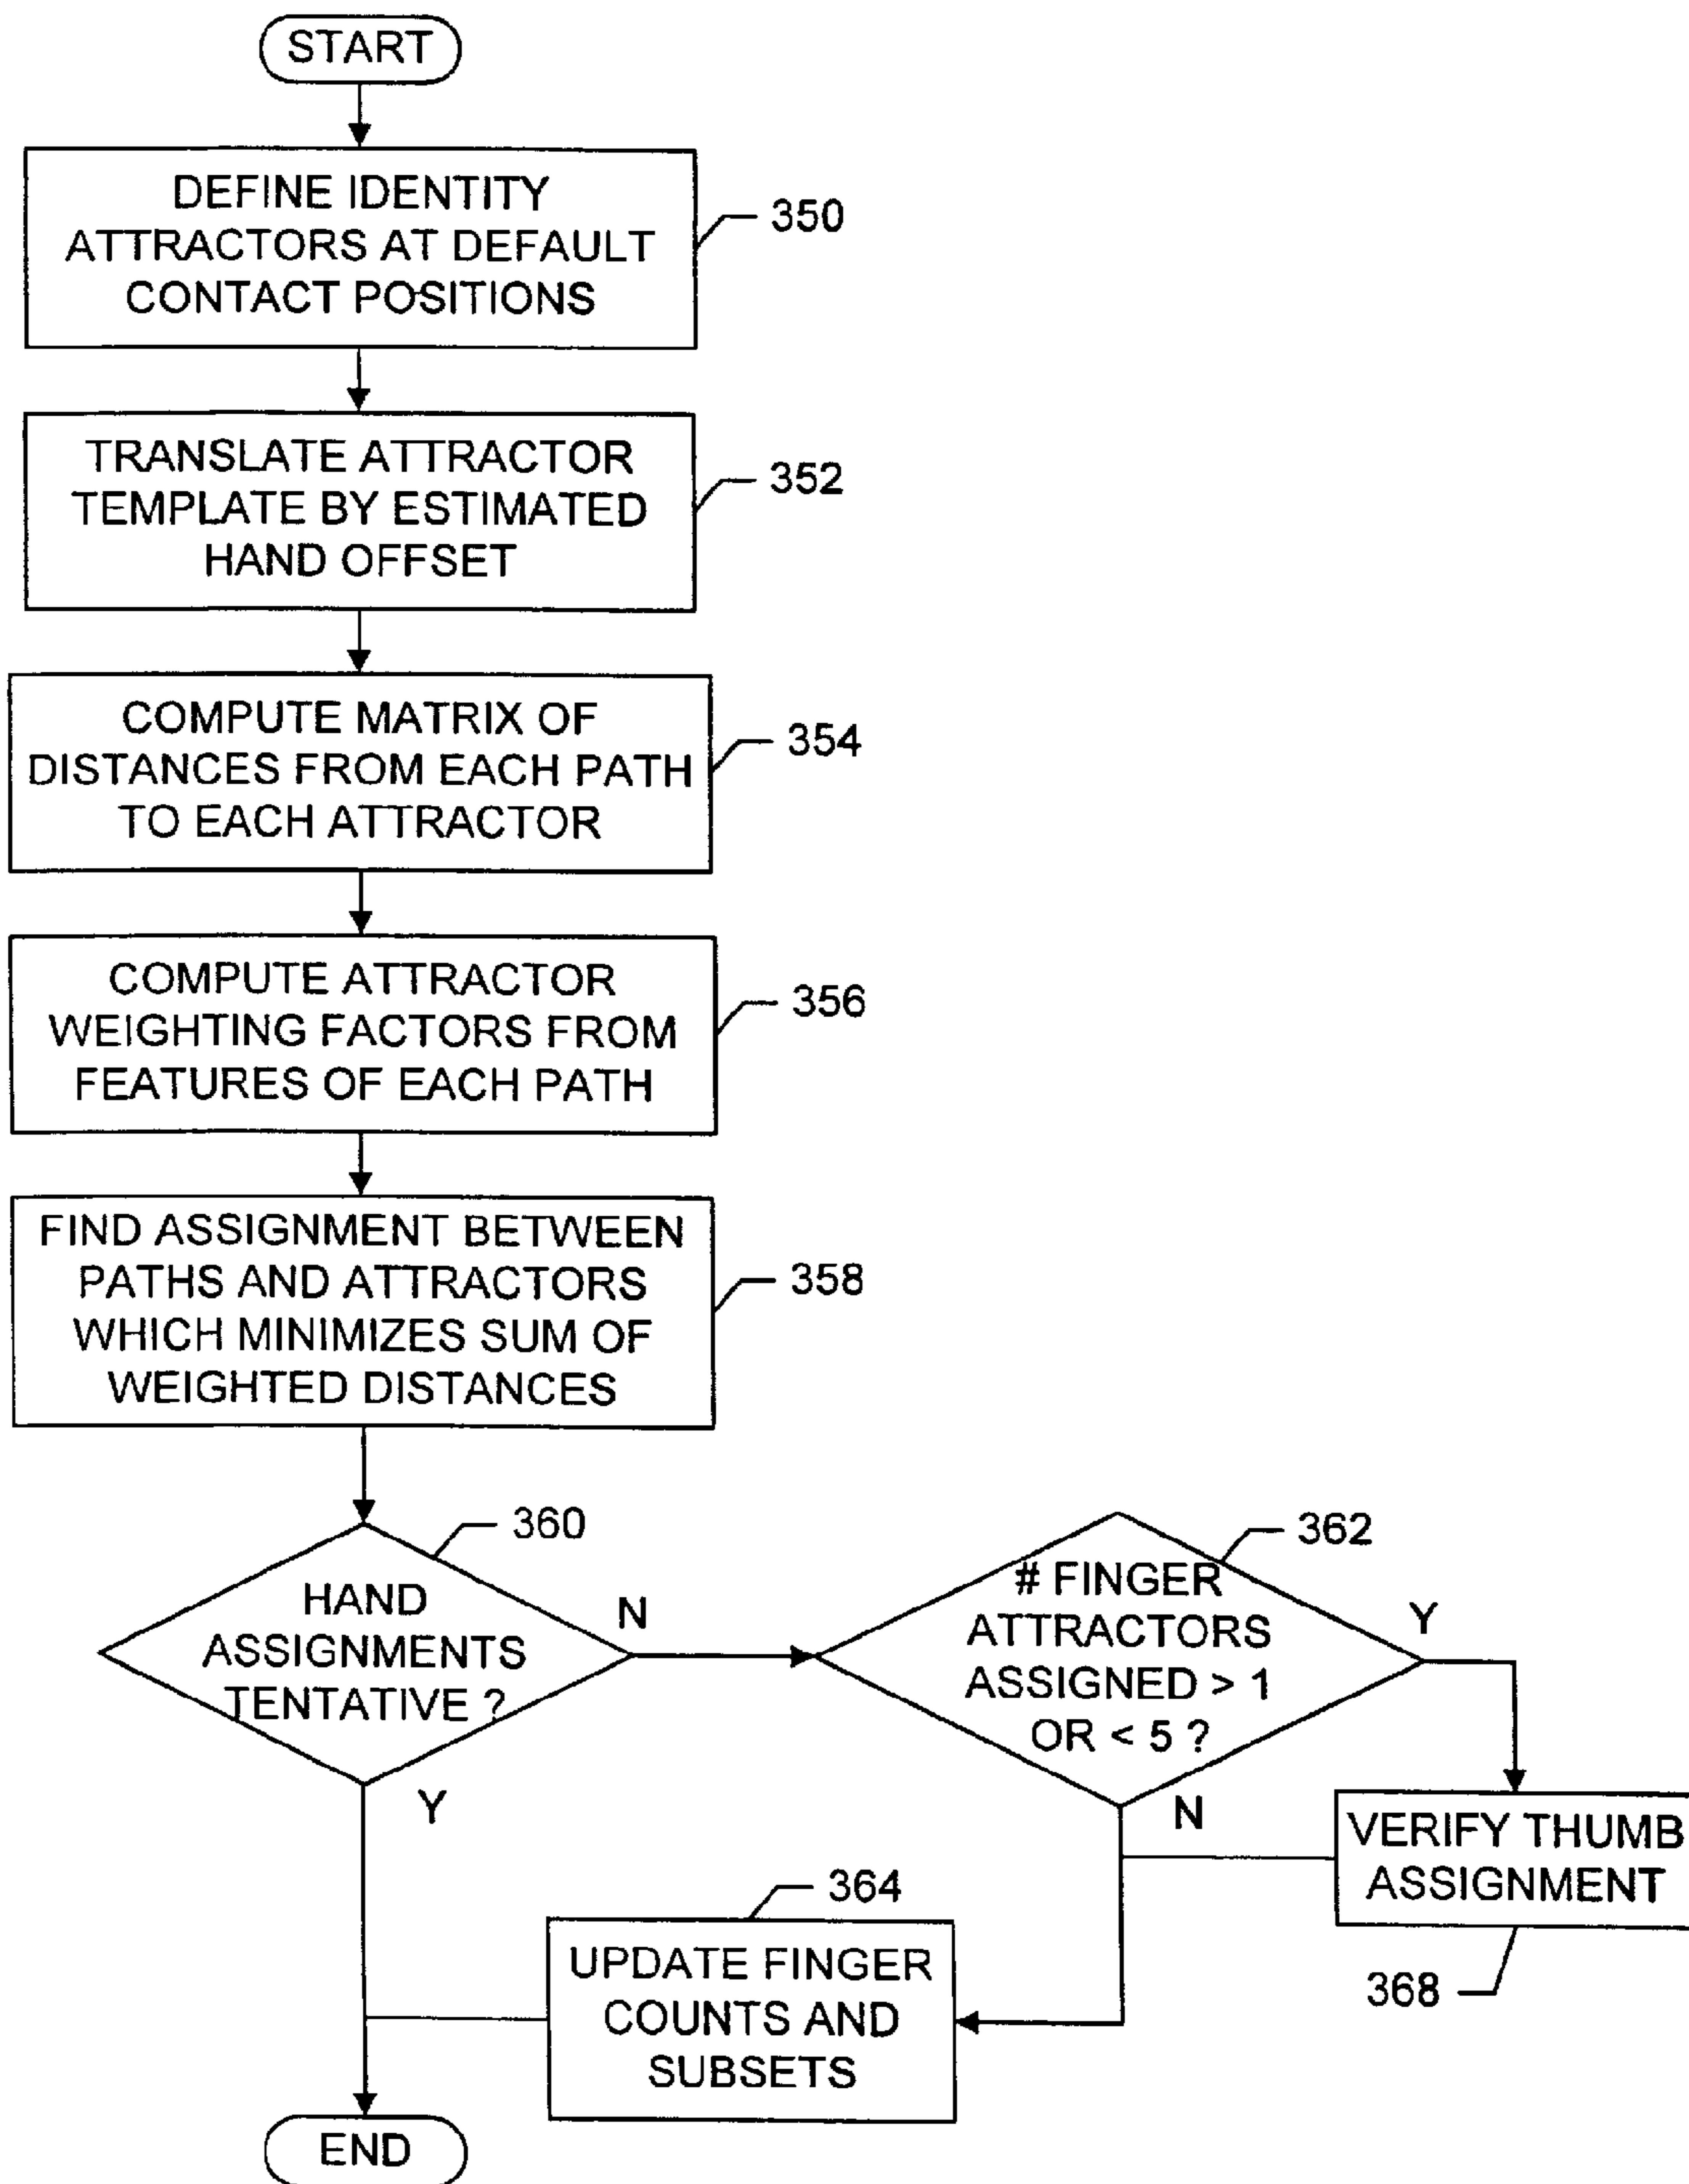 START
DEFINE IDENTITY
ATTRACTORS AT DEFAULT
CONTACT POSITIONS
350
TRANSLATE ATTRACTOR
TEMPLATE BY ESTIMATED
HAND OFFSET
352
COMPUTE MATRIX OF
DISTANCES FROM EACH PATH
TO EACH ATTRACTOR
354
COMPUTE ATTRACTOR
WEIGHTING FACTORS FROM
FEATURES OF EACH PATH
356
FIND ASSIGNMENT BETWEEN
PATHS AND ATTRACTORS
WHICH MINIMIZES SUM OF
WEIGHTED DISTANCES
358
HAND
ASSIGNMENTS
TENTATIVE ?
360
N
Y
# FINGER
ATTRACTORS
ASSIGNED > 1
OR < 5 ?
362
Y
N
VERIFY THUMB
ASSIGNMENT
368
UPDATE FINGER
COUNTS AND
SUBSETS
364
END